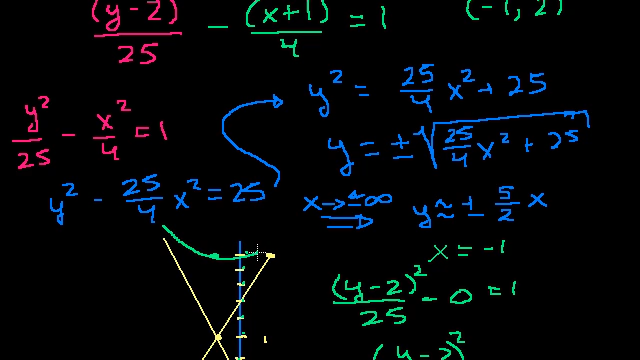 (y-2)/25 - (x+1)/4 = 1
(-1, 2)
y²/25 - x²/4 = 1
y² - 25/4 x² = 25
y² = 25/4 x² + 25
y = ±√(25/4 x² + 25)
x→±∞ y ≈ ± 5/2 x
x = -1
(y-2)²/25 - 0 = 1
(y-2)²
1